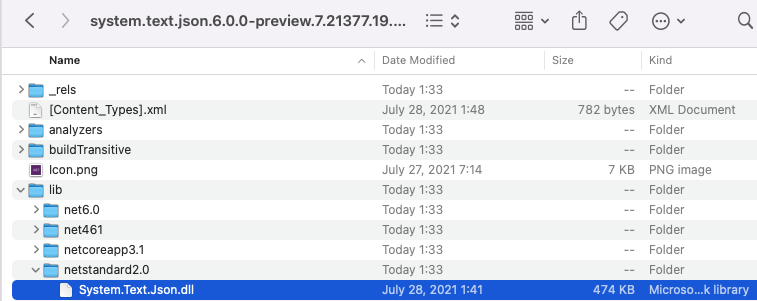 system.text.json.6.0.0-preview.7.21377.19....
Name Date Modified Size Kind
_rels Today 1:33 -- Folder
[Content_Types].xml July 28, 2021 1:48 782 bytes XML Document
analyzers Today 1:33 -- Folder
buildTransitive Today 1:33 -- Folder
Icon.png July 27, 2021 7:14 7 KB PNG image
lib Today 1:33 -- Folder
net6.0 Today 1:33 -- Folder
net461 Today 1:33 -- Folder
netcoreapp3.1 Today 1:33 -- Folder
netstandard2.0 Today 1:33 -- Folder
System.Text.Json.dll July 28, 2021 1:41 474 KB Microso...k library